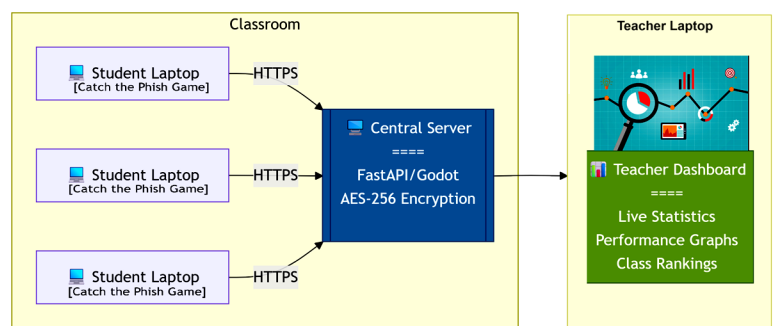 Classroom
Student Laptop
[Catch the Phish Game]
HTTPS
Student Laptop
[Catch the Phish Game]
HTTPS
Student Laptop
[Catch the Phish Game]
HTTPS
Central Server
====
FastAPI/Godot
AES-256 Encryption
Teacher Laptop
Teacher Dashboard
====
Live Statistics
Performance Graphs
Class Rankings